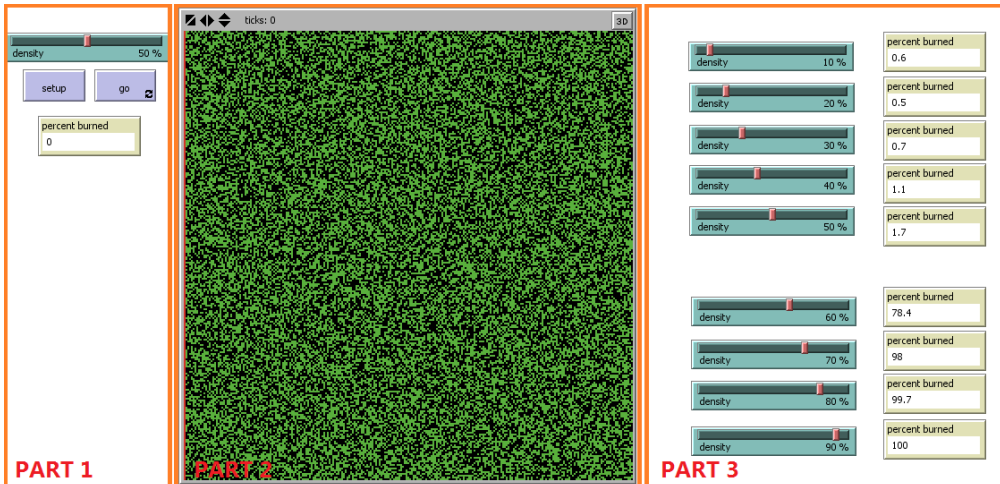 density 50 %
setup go
percent burned
0
PART 1
ticks: 0 3D
PART 2
density 10 %
percent burned
0.6
density 20 %
percent burned
0.5
density 30 %
percent burned
0.7
density 40 %
percent burned
1.1
density 50 %
percent burned
1.7
density 60 %
percent burned
78.4
density 70 %
percent burned
98
density 80 %
percent burned
99.7
density 90 %
percent burned
100
PART 3